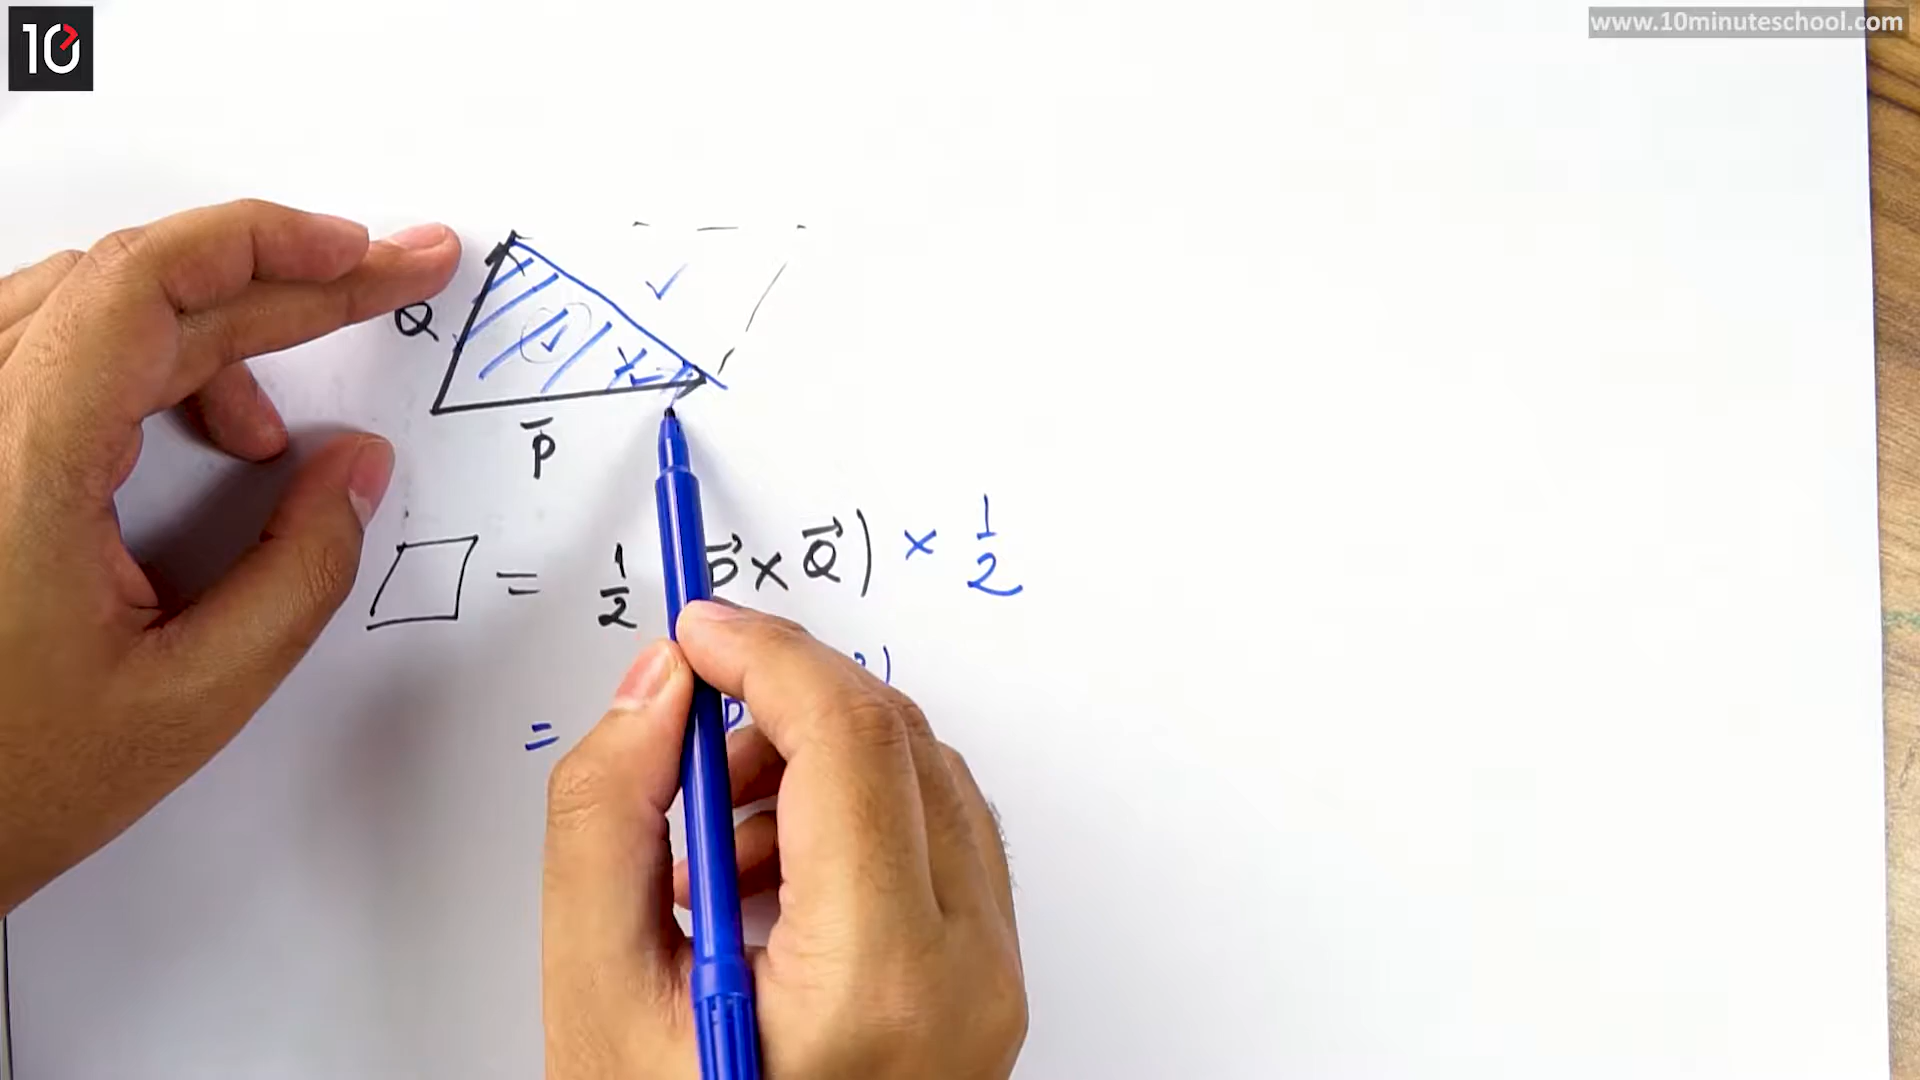 10
www.10minuteschool.com
Q
P
= 1/2 P × Q) × 1/2
= P